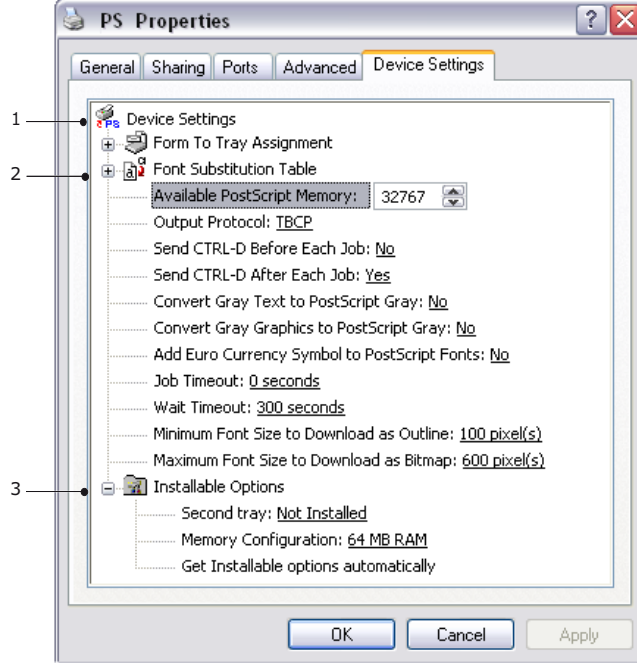 PS Properties
?
General Sharing Ports Advanced Device Settings
1
Device Settings
PS
Form To Tray Assignment
2
a
a
Font Substitution Table
Available PostScript Memory: 32767
Output Protocol: TBCP
Send CTRL-D Before Each Job: No
Send CTRL-D After Each Job: Yes
Convert Gray Text to PostScript Gray: No
Convert Gray Graphics to PostScript Gray: No
Add Euro Currency Symbol to PostScript Fonts: No
Job Timeout: 0 seconds
Wait Timeout: 300 seconds
Minimum Font Size to Download as Outline: 100 pixel(s)
Maximum Font Size to Download as Bitmap: 600 pixel(s)
3
Installable Options
Second tray: Not Installed
Memory Configuration: 64 MB RAM
Get Installable options automatically
OK Cancel Apply